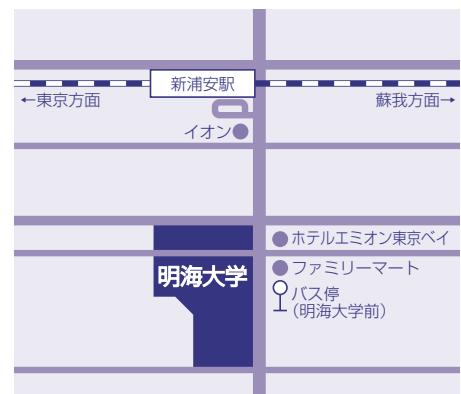 新浦安駅
←東京方面
蘇我方面→
イオン
ホテルエミオン東京ベイ
明海大学
ファミリーマート
バス停
（明海大学前）